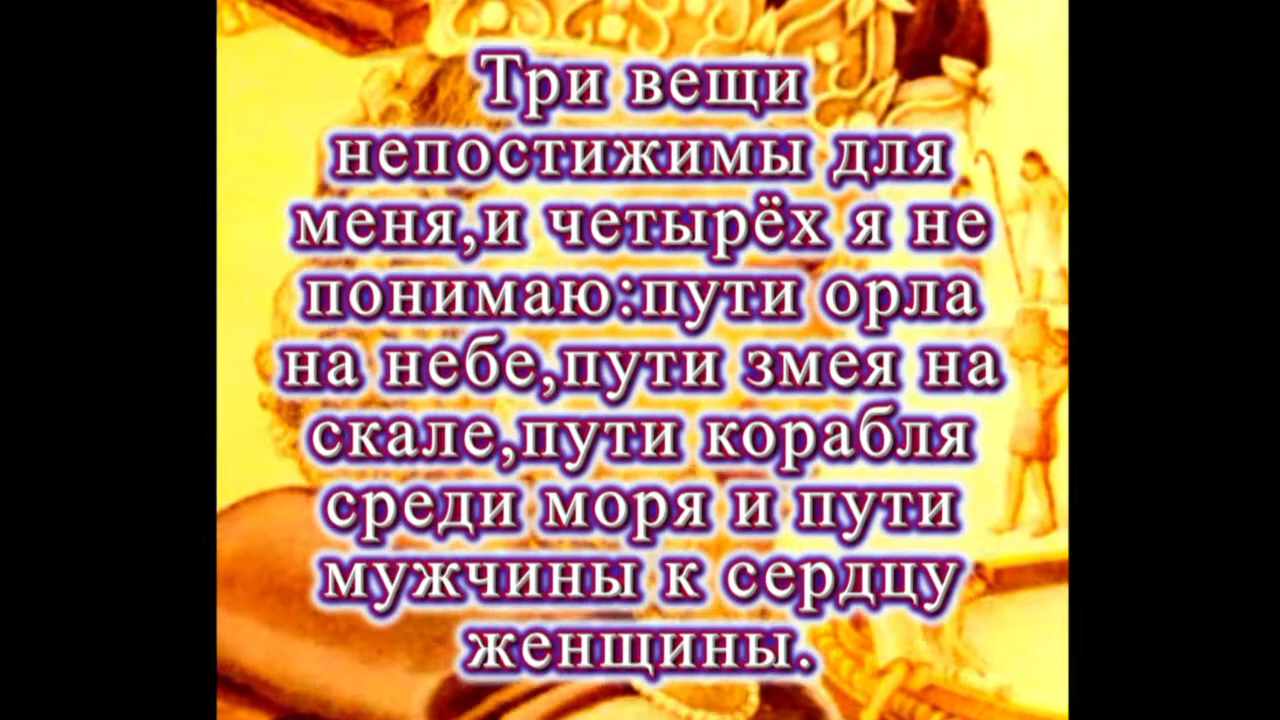 Три вещи
непостижимы для
меня,и четырёх я не
понимаю:пути орла
на небе,пути змея на
скале,пути корабля
среди моря и пути
мужчины к сердцу
женщины.